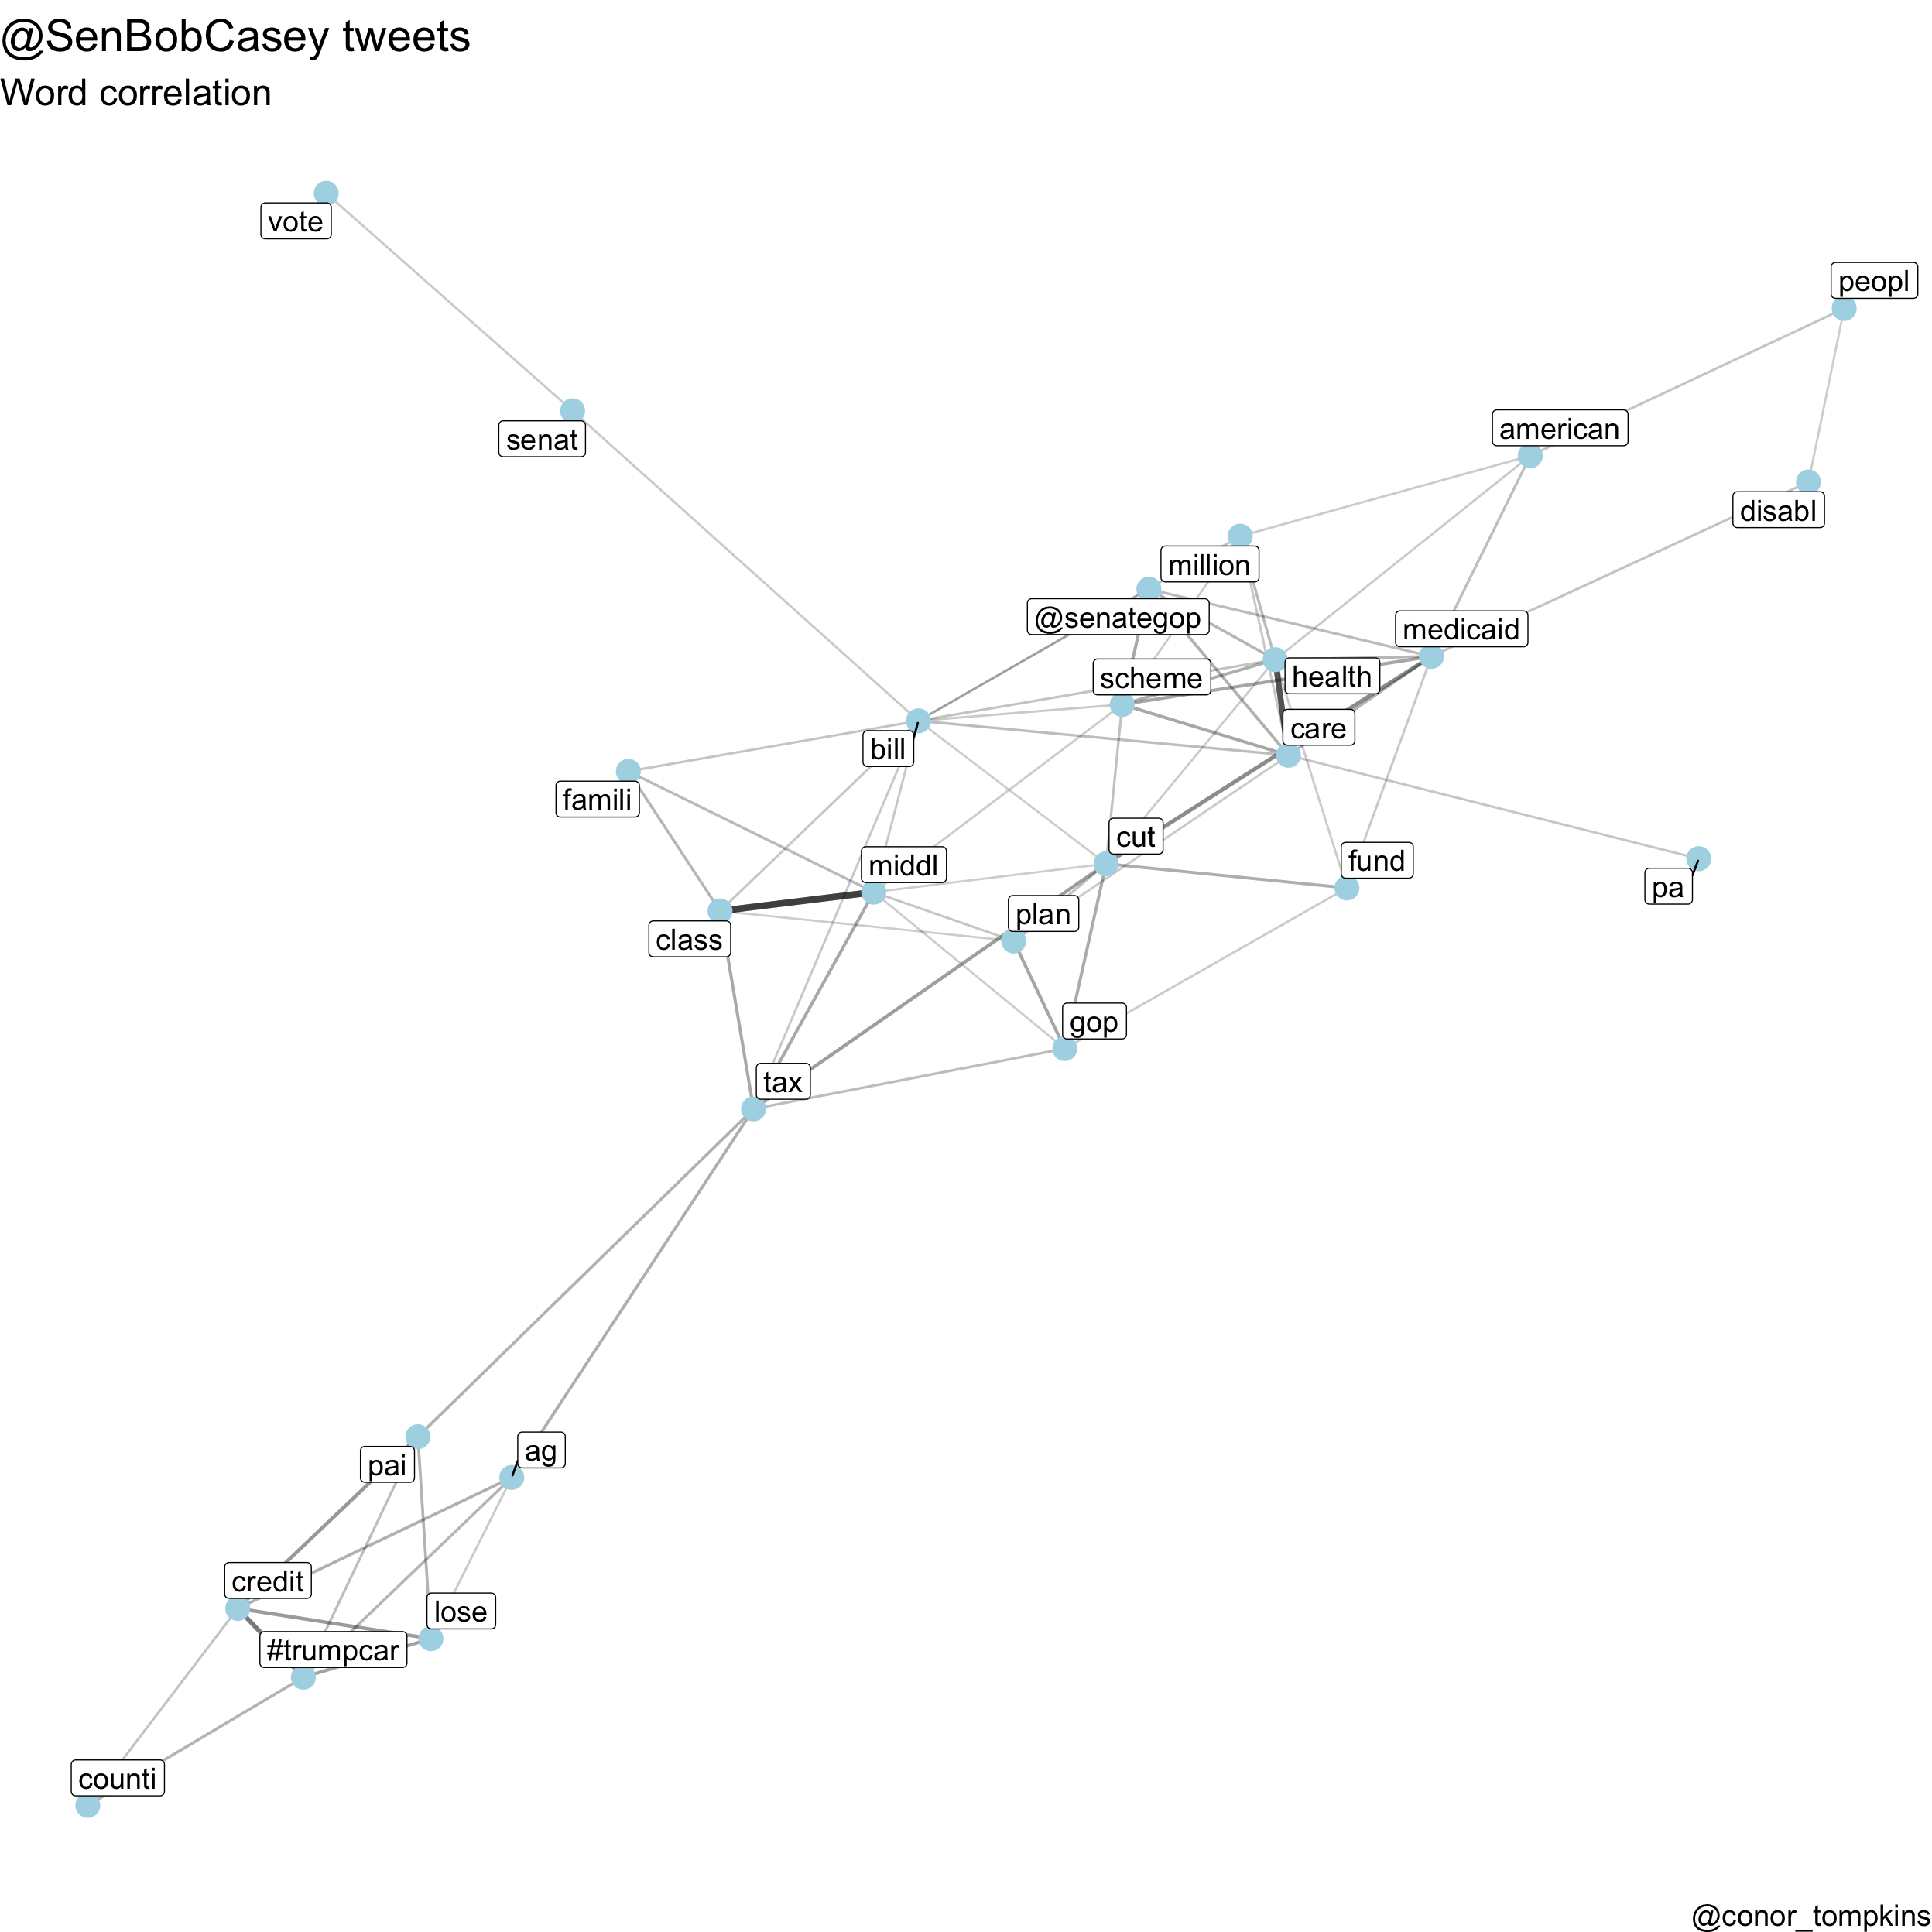 @SenBobCasey tweets
Word correlation
vote
peopl
american
senat
disabl
million
@senategop
medicaid
scheme
health
care
bill
famili
cut
middl
fund
pa
plan
class
gop
tax
ag
pai
credit
lose
#trumpcar
counti
@conor_tompkins